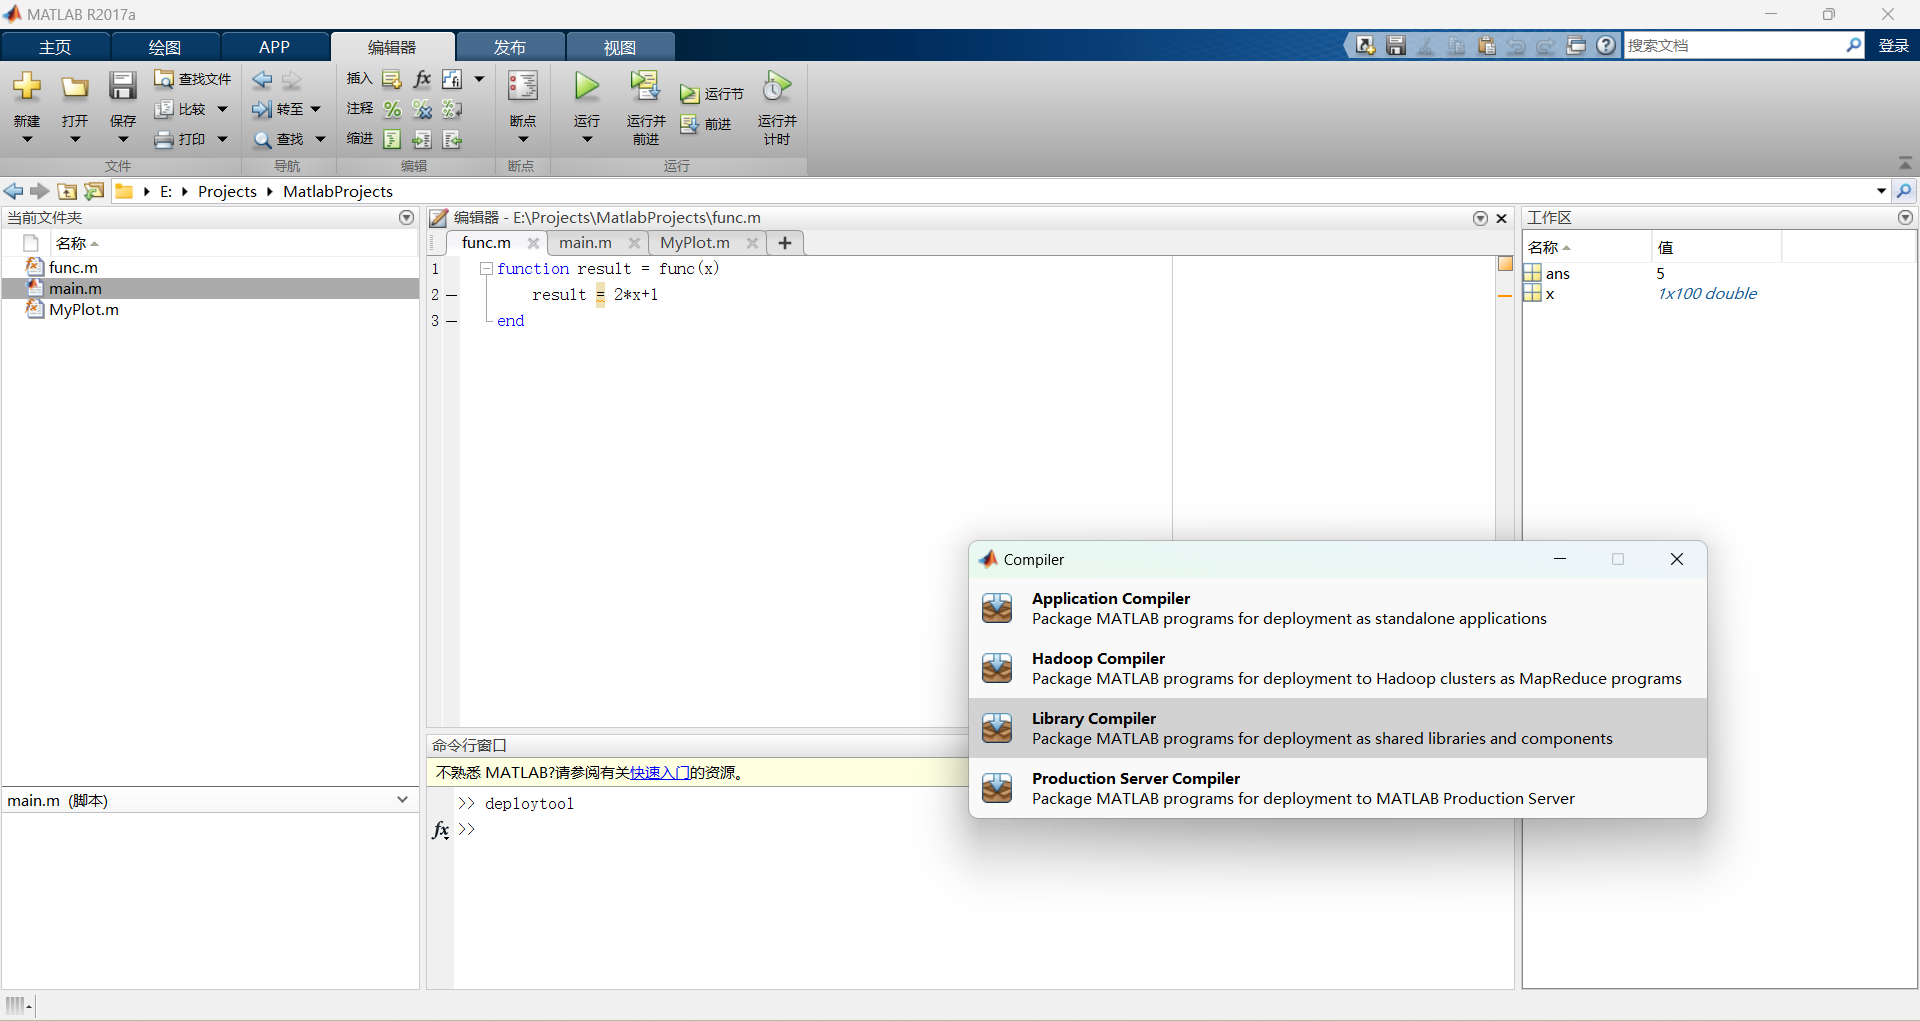 MATLAB R2017a
主页
绘图
APP
编辑器
发布
视图
搜索文档
登录
新建
打开
保存
查找文件
比较
打印
文件
转至
查找
导航
插入
fx
fi
注释
缩进
编辑
断点
断点
运行
运行并
前进
运行节
前进
运行并
计时
运行
E:
Projects
MatlabProjects
当前文件夹
名称
func.m
main.m
MyPlot.m
main.m (脚本)
编辑器 - E:\Projects\MatlabProjects\func.m
func.m
main.m
MyPlot.m
+
1 function result = func(x)
2 — result = 2*x+1
3 — end
命令行窗口
不熟悉 MATLAB?请参阅有关快速入门的资源。
>> deploytool
fx >>
工作区
名称
值
ans
5
x
1x100 double
Compiler
Application Compiler
Package MATLAB programs for deployment as standalone applications
Hadoop Compiler
Package MATLAB programs for deployment to Hadoop clusters as MapReduce programs
Library Compiler
Package MATLAB programs for deployment as shared libraries and components
Production Server Compiler
Package MATLAB programs for deployment to MATLAB Production Server